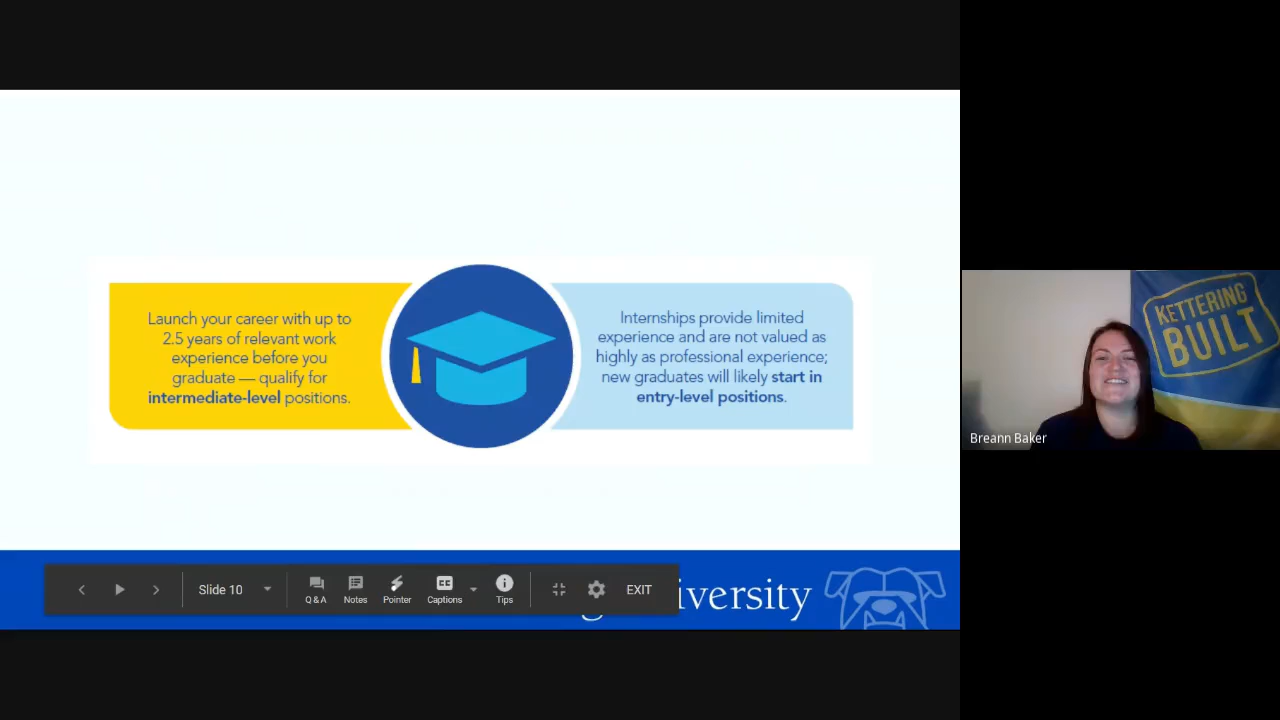 Launch your career with up to
2.5 years of relevant work
experience before you
graduate — qualify for
intermediate-level positions.
Internships provide limited
experience and are not valued as
highly as professional experience;
new graduates will likely start in
entry-level positions.
KETTERING
BUILT
Breann Baker
Slide 10
Q & A
Notes
Pointer
CC
Captions
Tips
EXIT